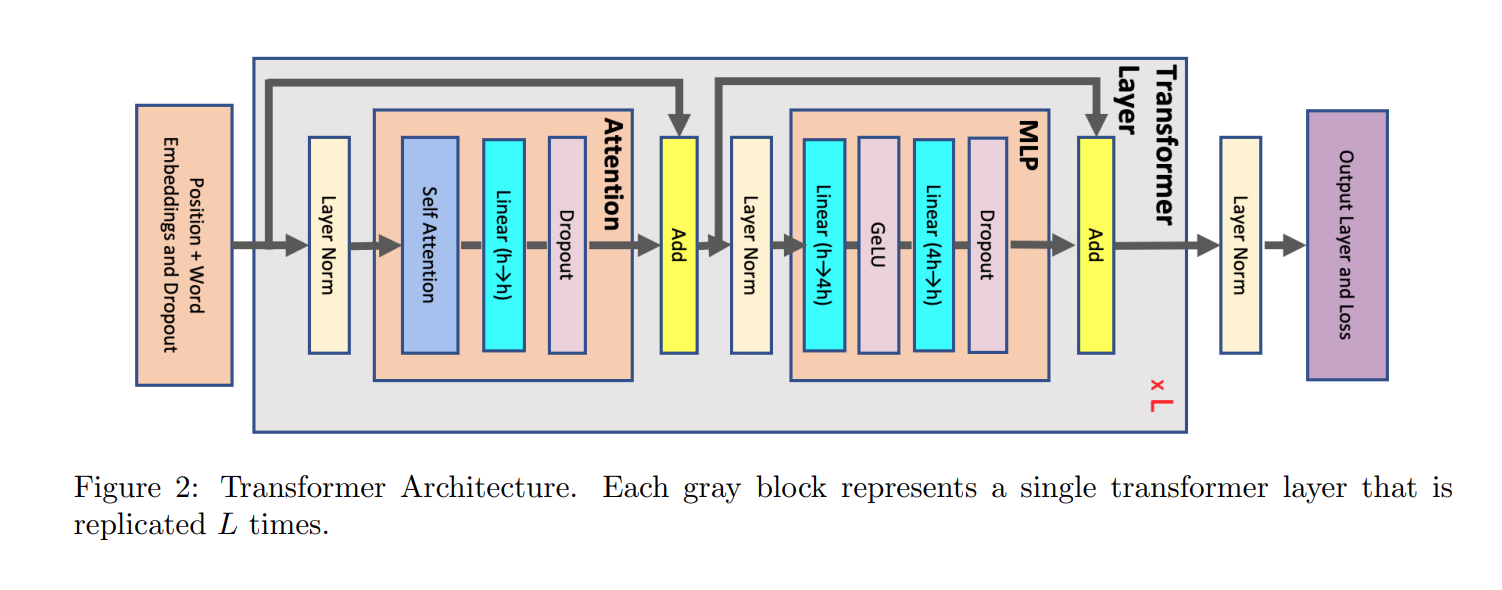 Position + Word
Embeddings and Dropout
Layer Norm
Attention
Self Attention
Linear (h→h)
Dropout
Add
Layer Norm
MLP
Linear (h→4h)
GeLU
Linear (4h→h)
Dropout
Add
Transformer
Layer
x L
Layer Norm
Output Layer and Loss
Figure 2: Transformer Architecture. Each gray block represents a single transformer layer that is
replicated L times.